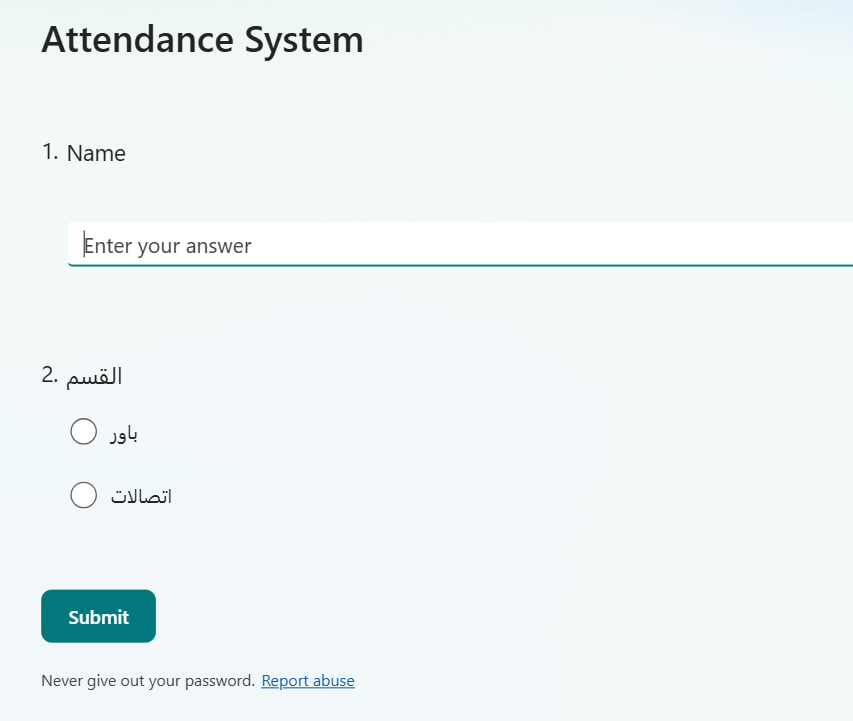 Attendance System
1. Name
Enter your answer
2. القسم
باور
اتصالات
Submit
Never give out your password. Report abuse